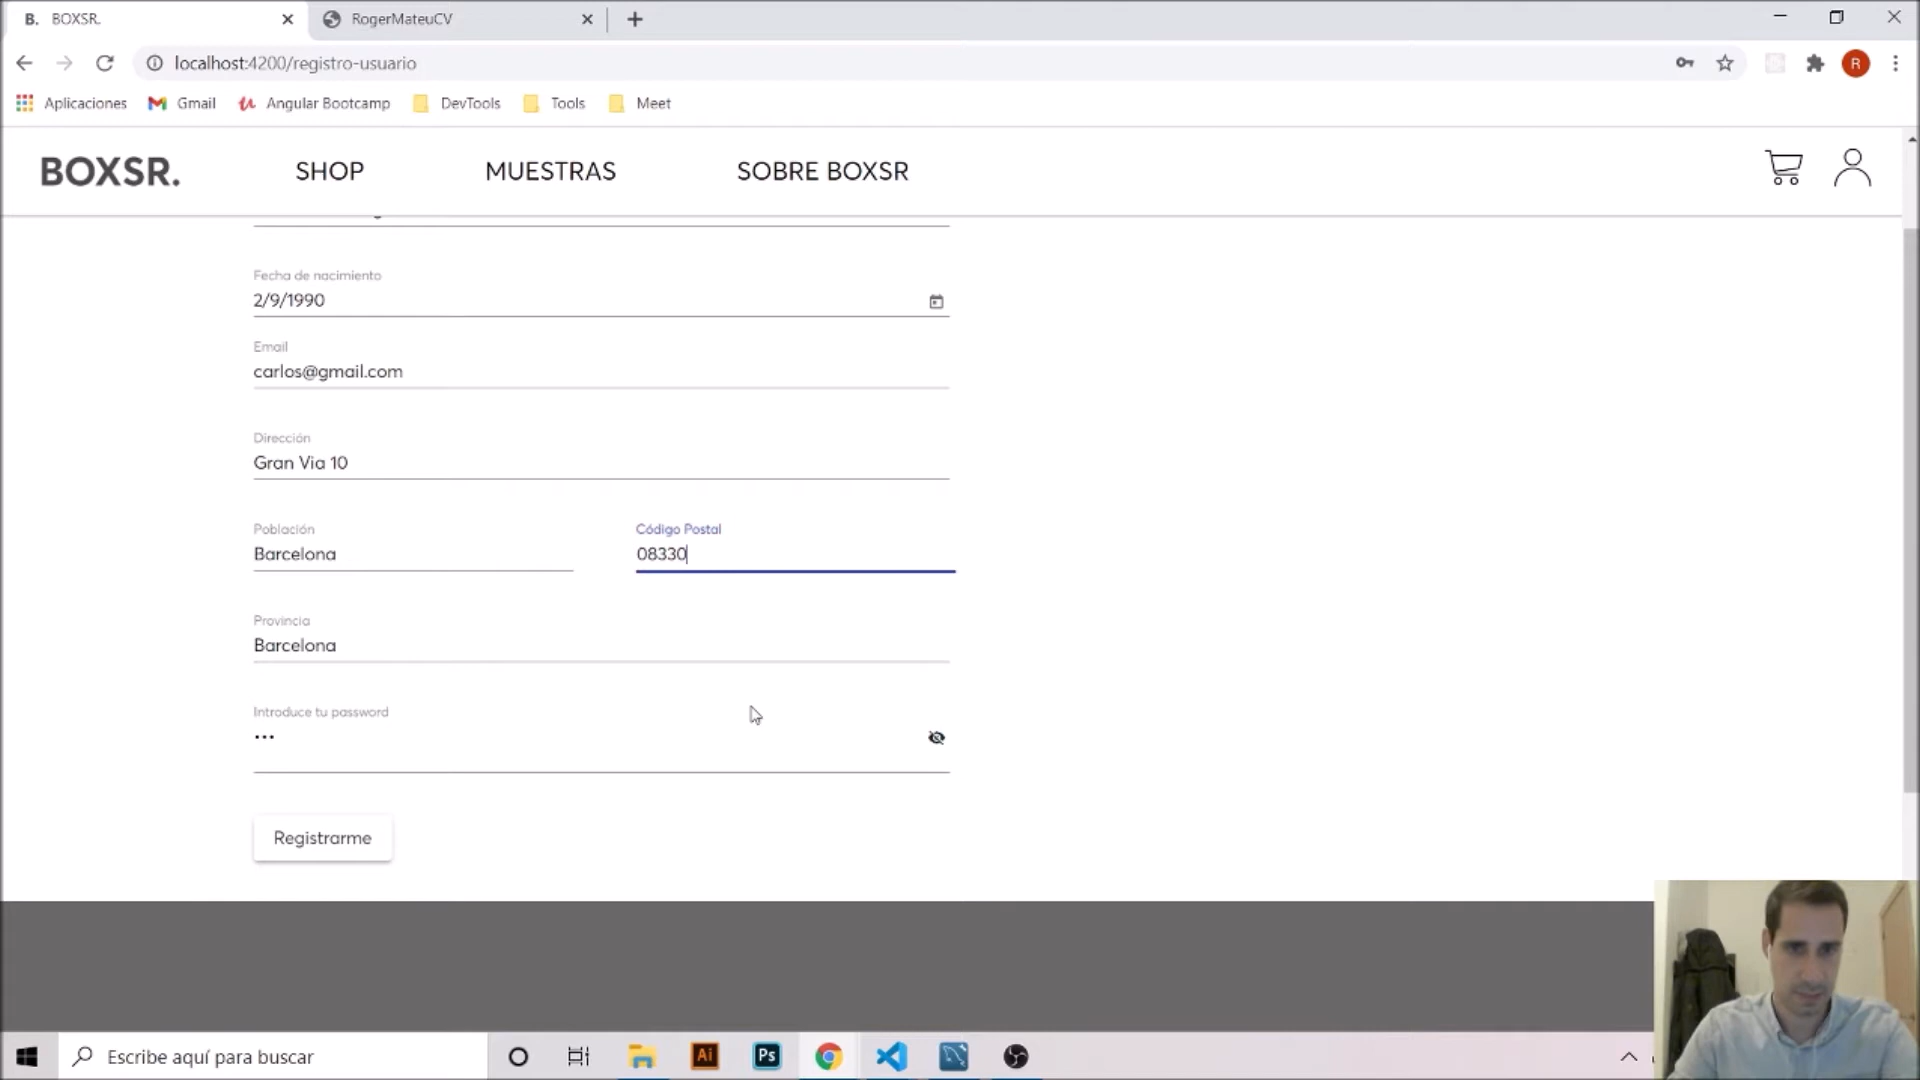 B. BOXSR.
RogerMateuCV
localhost:4200/registro-usuario
R
Aplicaciones
Gmail
Angular Bootcamp
DevTools
Tools
Meet
BOXSR.
SHOP
MUESTRAS
SOBRE BOXSR
Fecha de nacimiento
2/9/1990
Email
carlos@gmail.com
Dirección
Gran Via 10
Población
Código Postal
Barcelona
08330
Provincia
Barcelona
Introduce tu password
•••
Registrarme
Escribe aquí para buscar
Ai
Ps